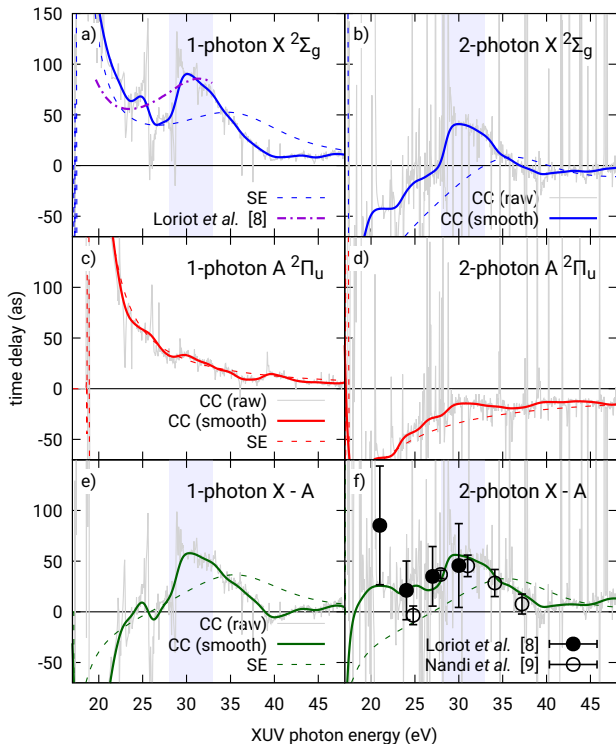 a) 1-photon X ²Σg
150
100
50
0
-50
SE
Loriot et al. [8]
b) 2-photon X ²Σg
CC (raw)
CC (smooth)
c) 1-photon A ²Πu
100
50
0
-50
CC (raw)
CC (smooth)
SE
d) 2-photon A ²Πu
time delay (as)
e) 1-photon X - A
100
50
0
-50
CC (raw)
CC (smooth)
SE
20 25 30 35 40 45
f) 2-photon X - A
Loriot et al. [8]
Nandi et al. [9]
20 25 30 35 40 45
XUV photon energy (eV)